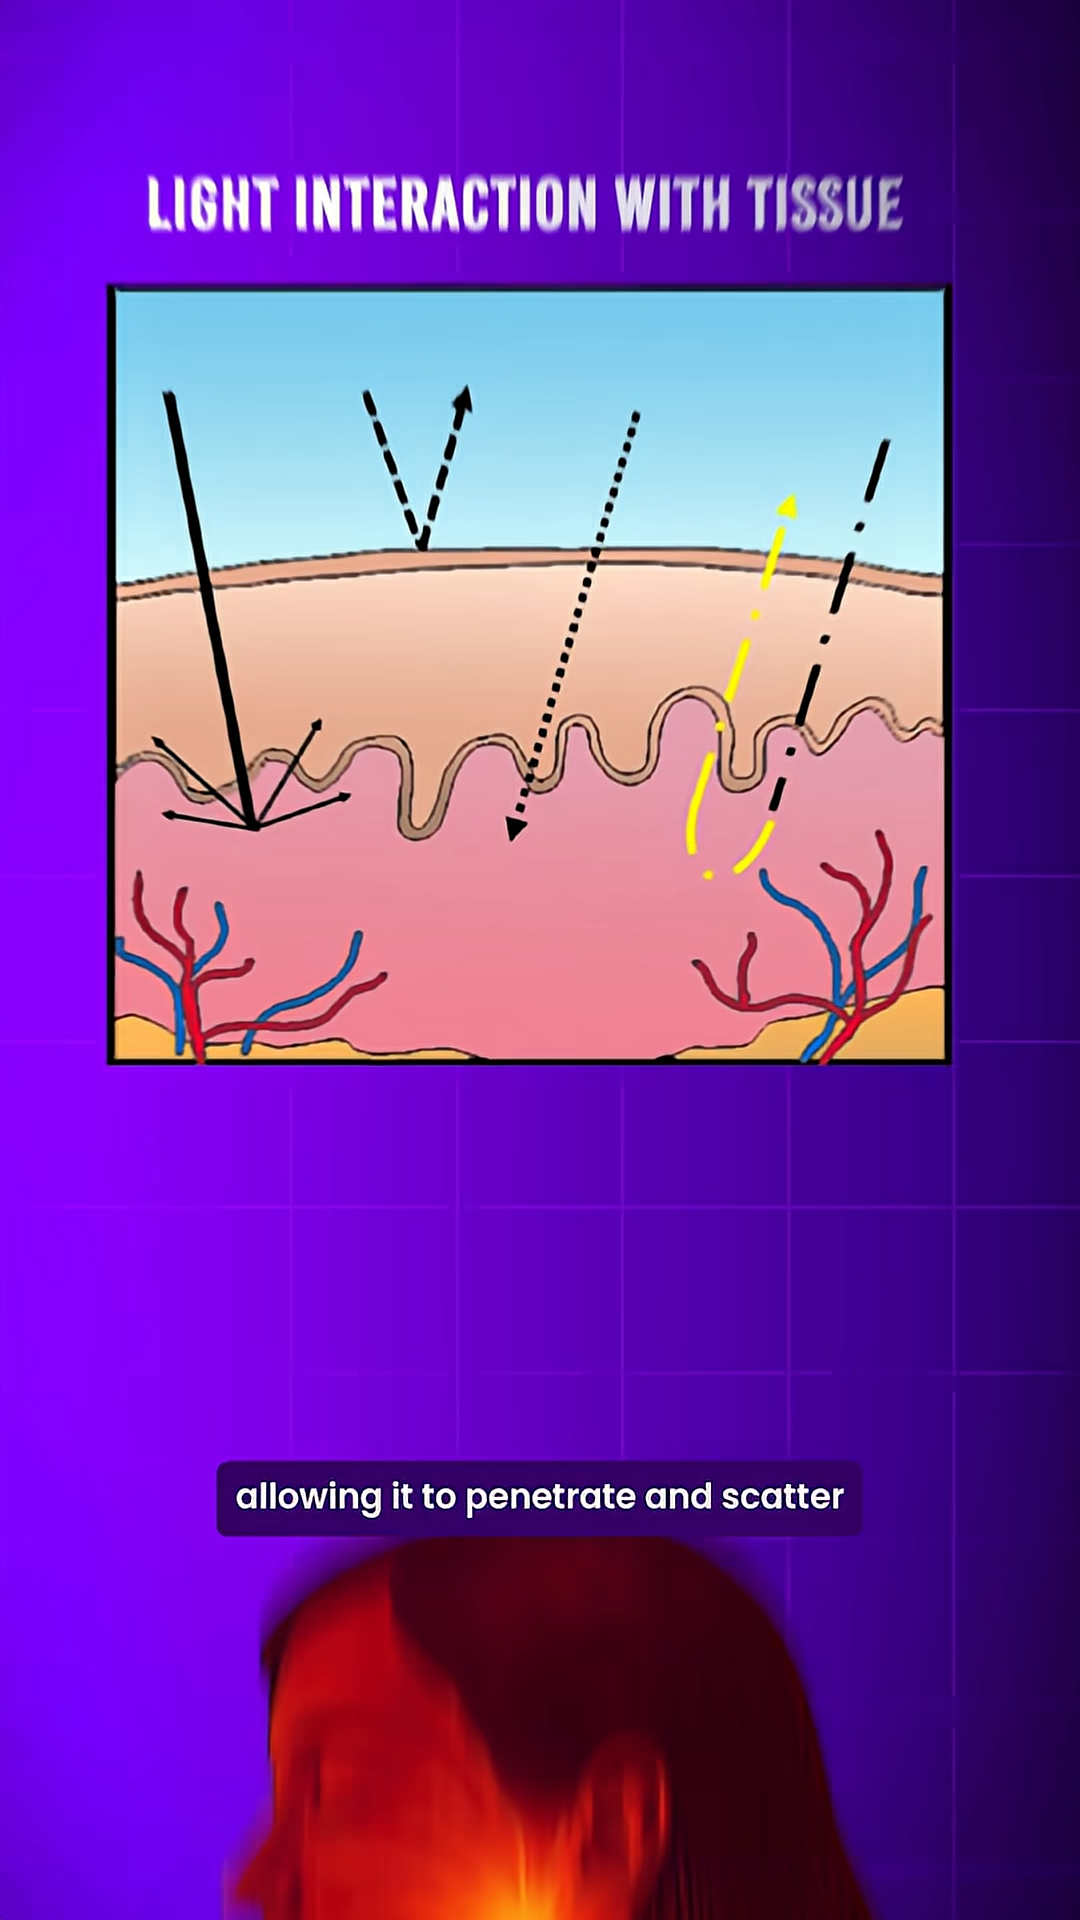 LIGHT INTERACTION WITH TISSUE
allowing it to penetrate and scatter